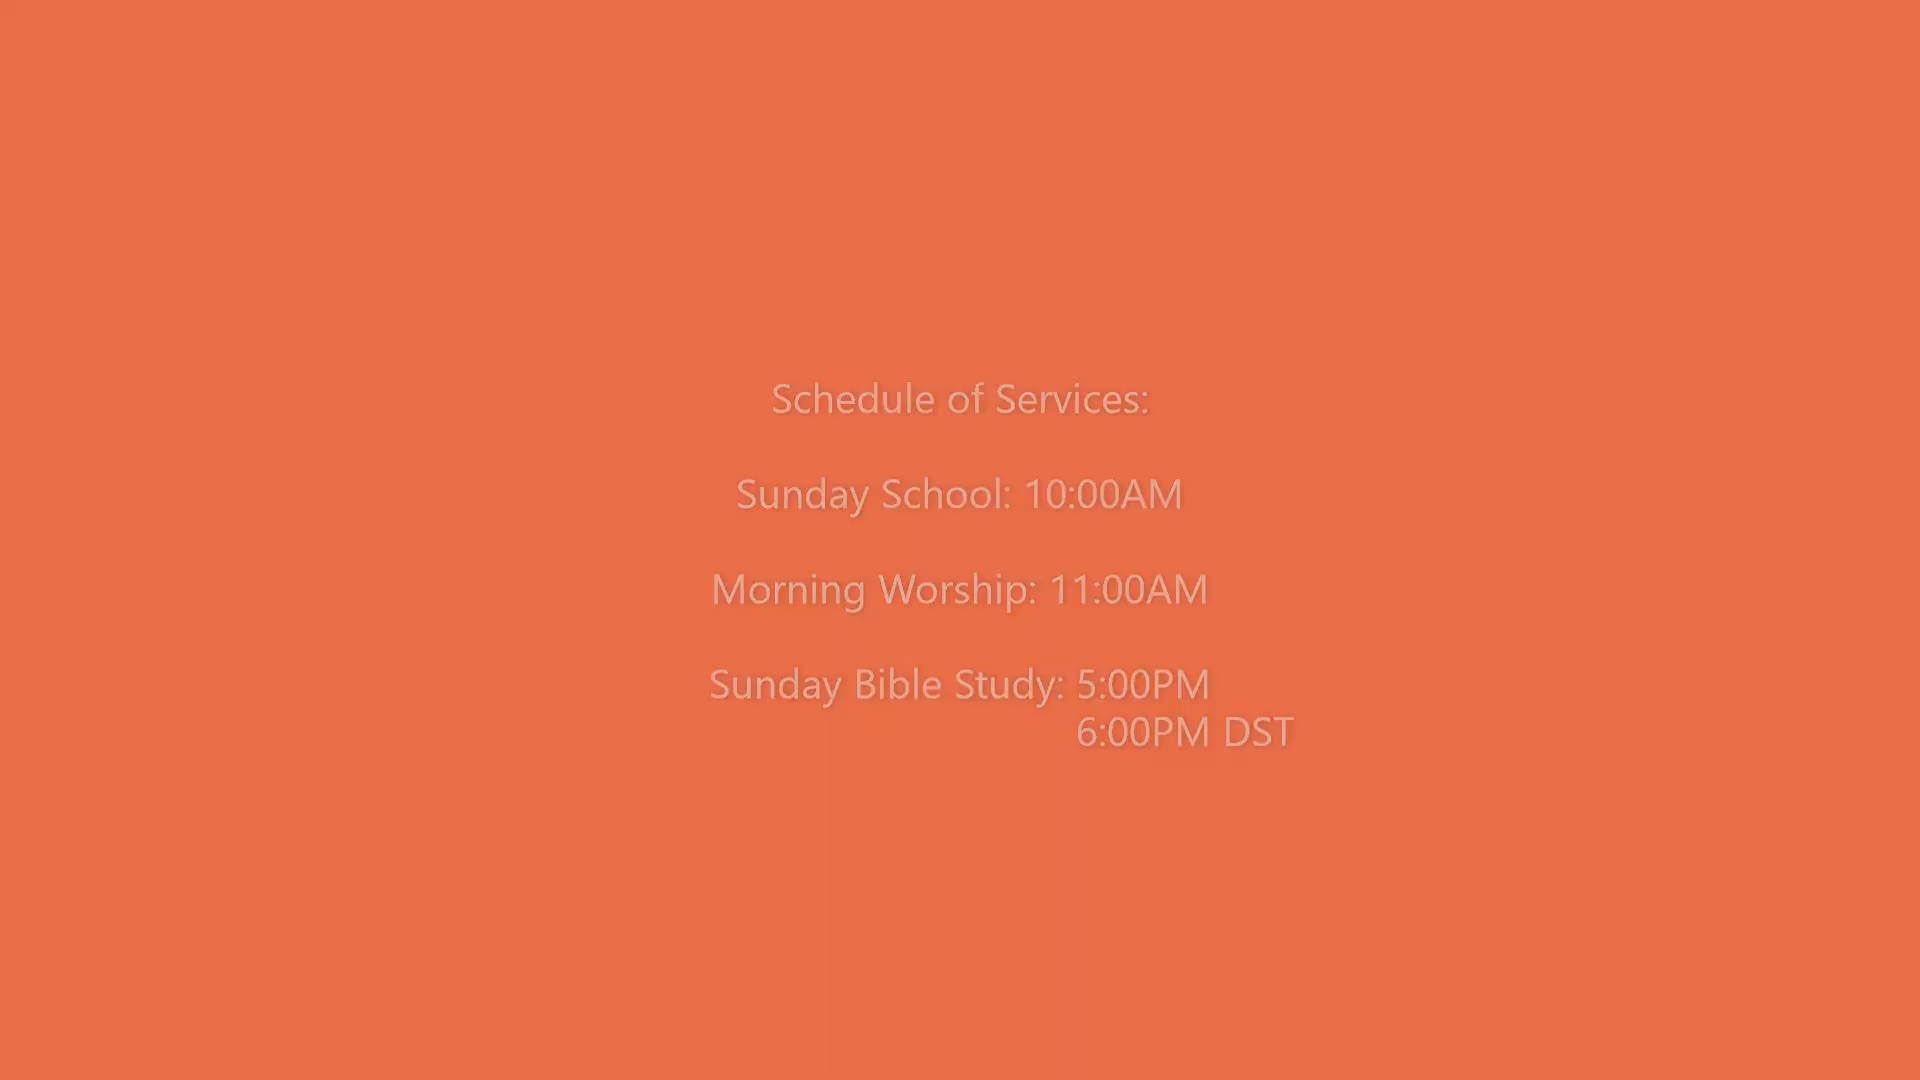 Schedule of Services:
Sunday School: 10:00AM
Morning Worship: 11:00AM
Sunday Bible Study: 5:00PM
6:00PM DST